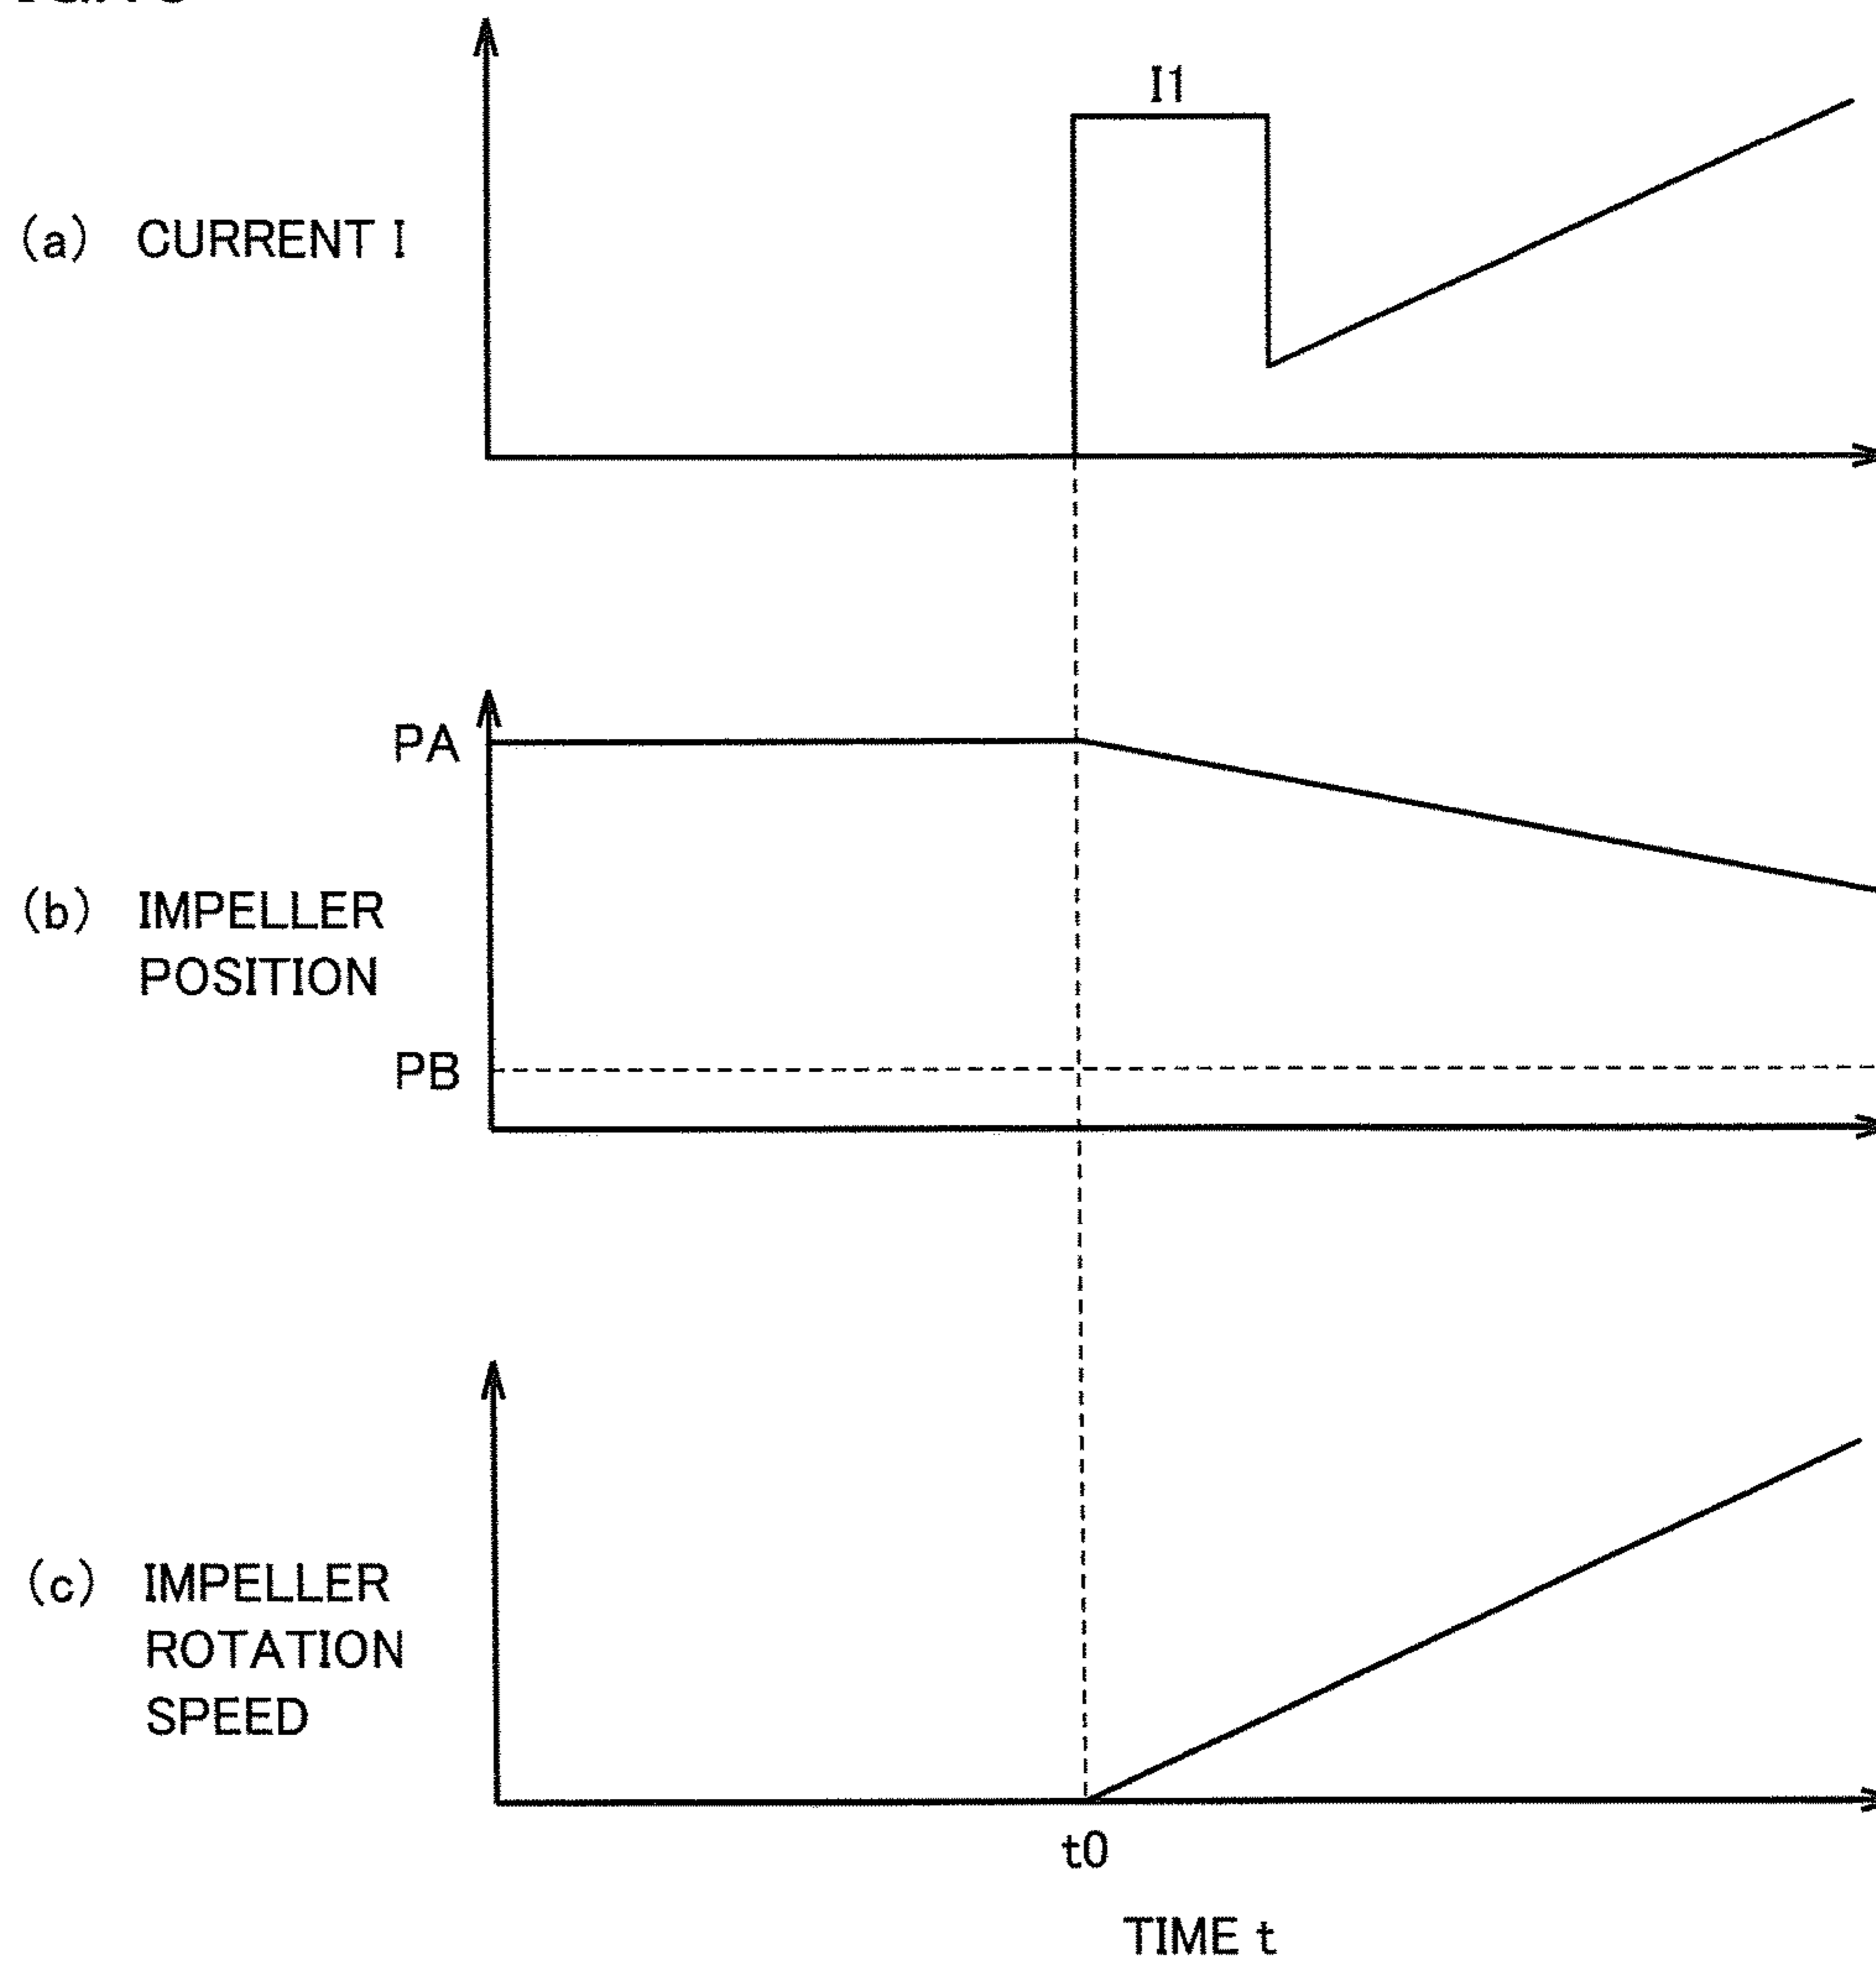 I1
(a) CURRENT I
PA
(b) IMPELLER
POSITION
PB
(c) IMPELLER
ROTATION
SPEED
t0
TIME t